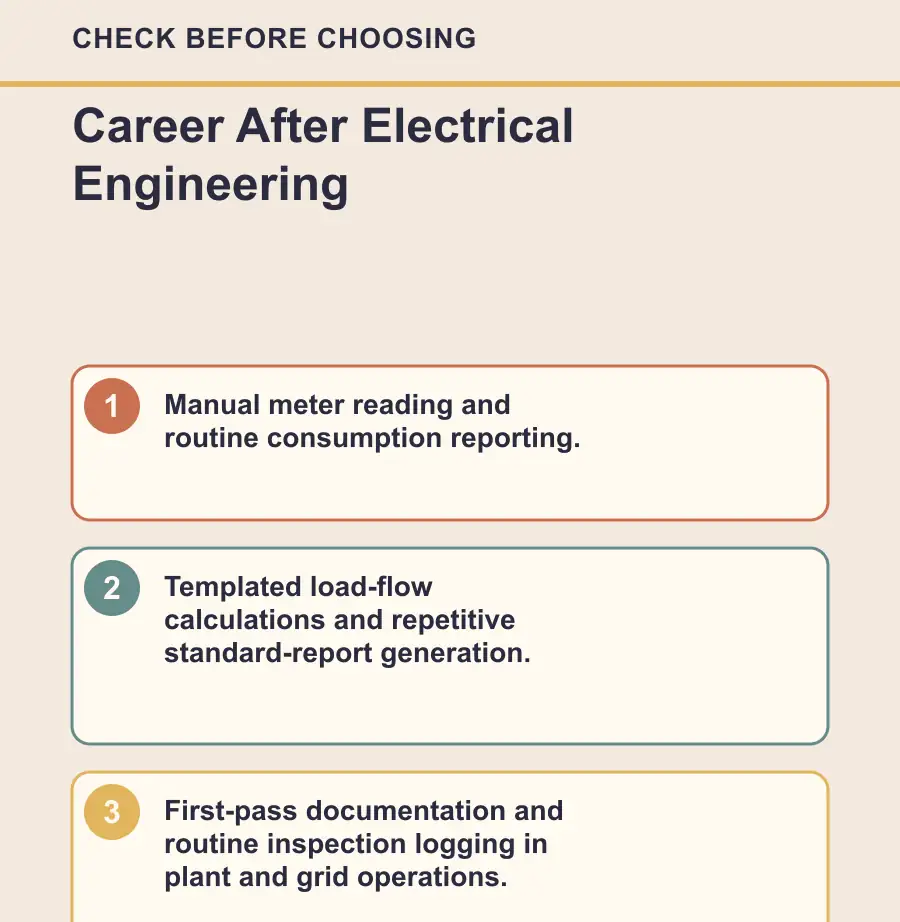 CHECK BEFORE CHOOSING
Career After Electrical
Engineering
1
Manual meter reading and
routine consumption reporting.
2
Templated load-flow
calculations and repetitive
standard-report generation.
3
First-pass documentation and
routine inspection logging in
plant and grid operations.